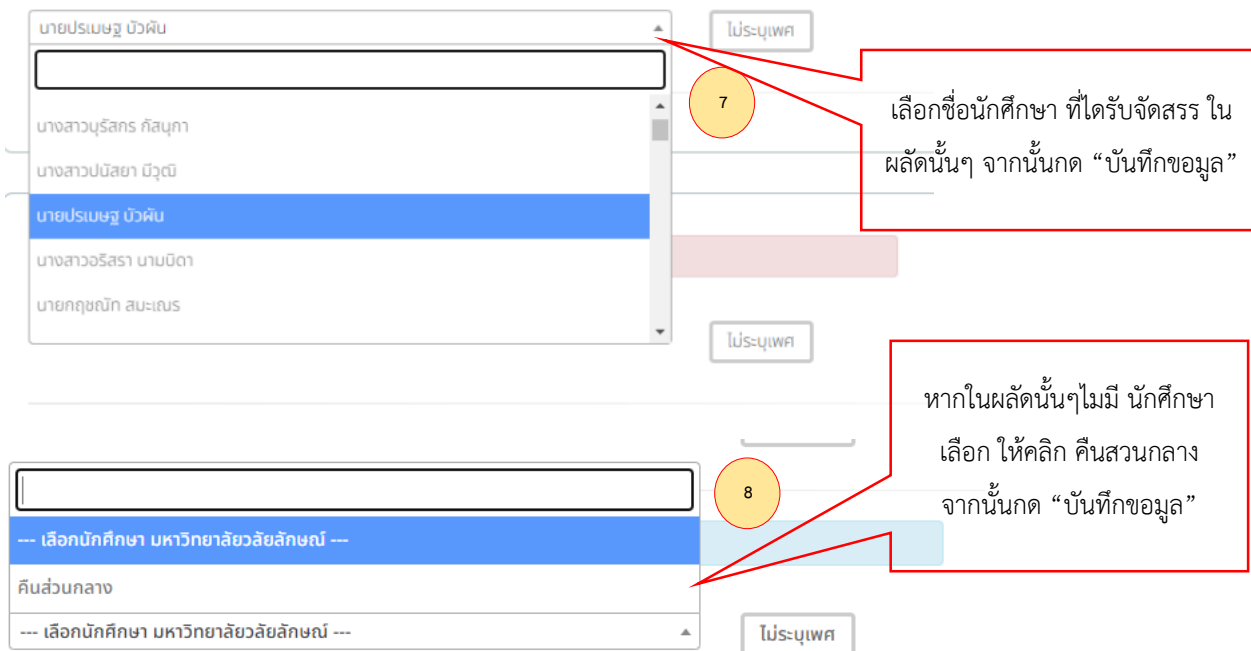 นายปรเมษฐ บัวผัน
ไม่ระบุเพศ
7
เลือกชื่อนักศึกษา ที่ไดรับจัดสรร ใน
ผลัดนั้นๆ จากนั้นกด “บันทึกขอมูล”
นางสาวบุรัสกร ภัสนุกา
นางสาวปนัสยา มีวุฒิ
นายปรเมษฐ บัวผัน
นางสาวอริสรา นามบิดา
นายกฤชณัท สมะเณร
ไม่ระบุเพศ
หากในผลัดนั้นๆไมมี นักศึกษา
เลือก ให้คลิก คืนสวนกลาง
จากนั้นกด “บันทึกขอมูล”
8
--- เลือกนักศึกษา มหาวิทยาลัยวลัยลักษณ์ ---
คืนส่วนกลาง
--- เลือกนักศึกษา มหาวิทยาลัยวลัยลักษณ์ ---
ไม่ระบุเพศ